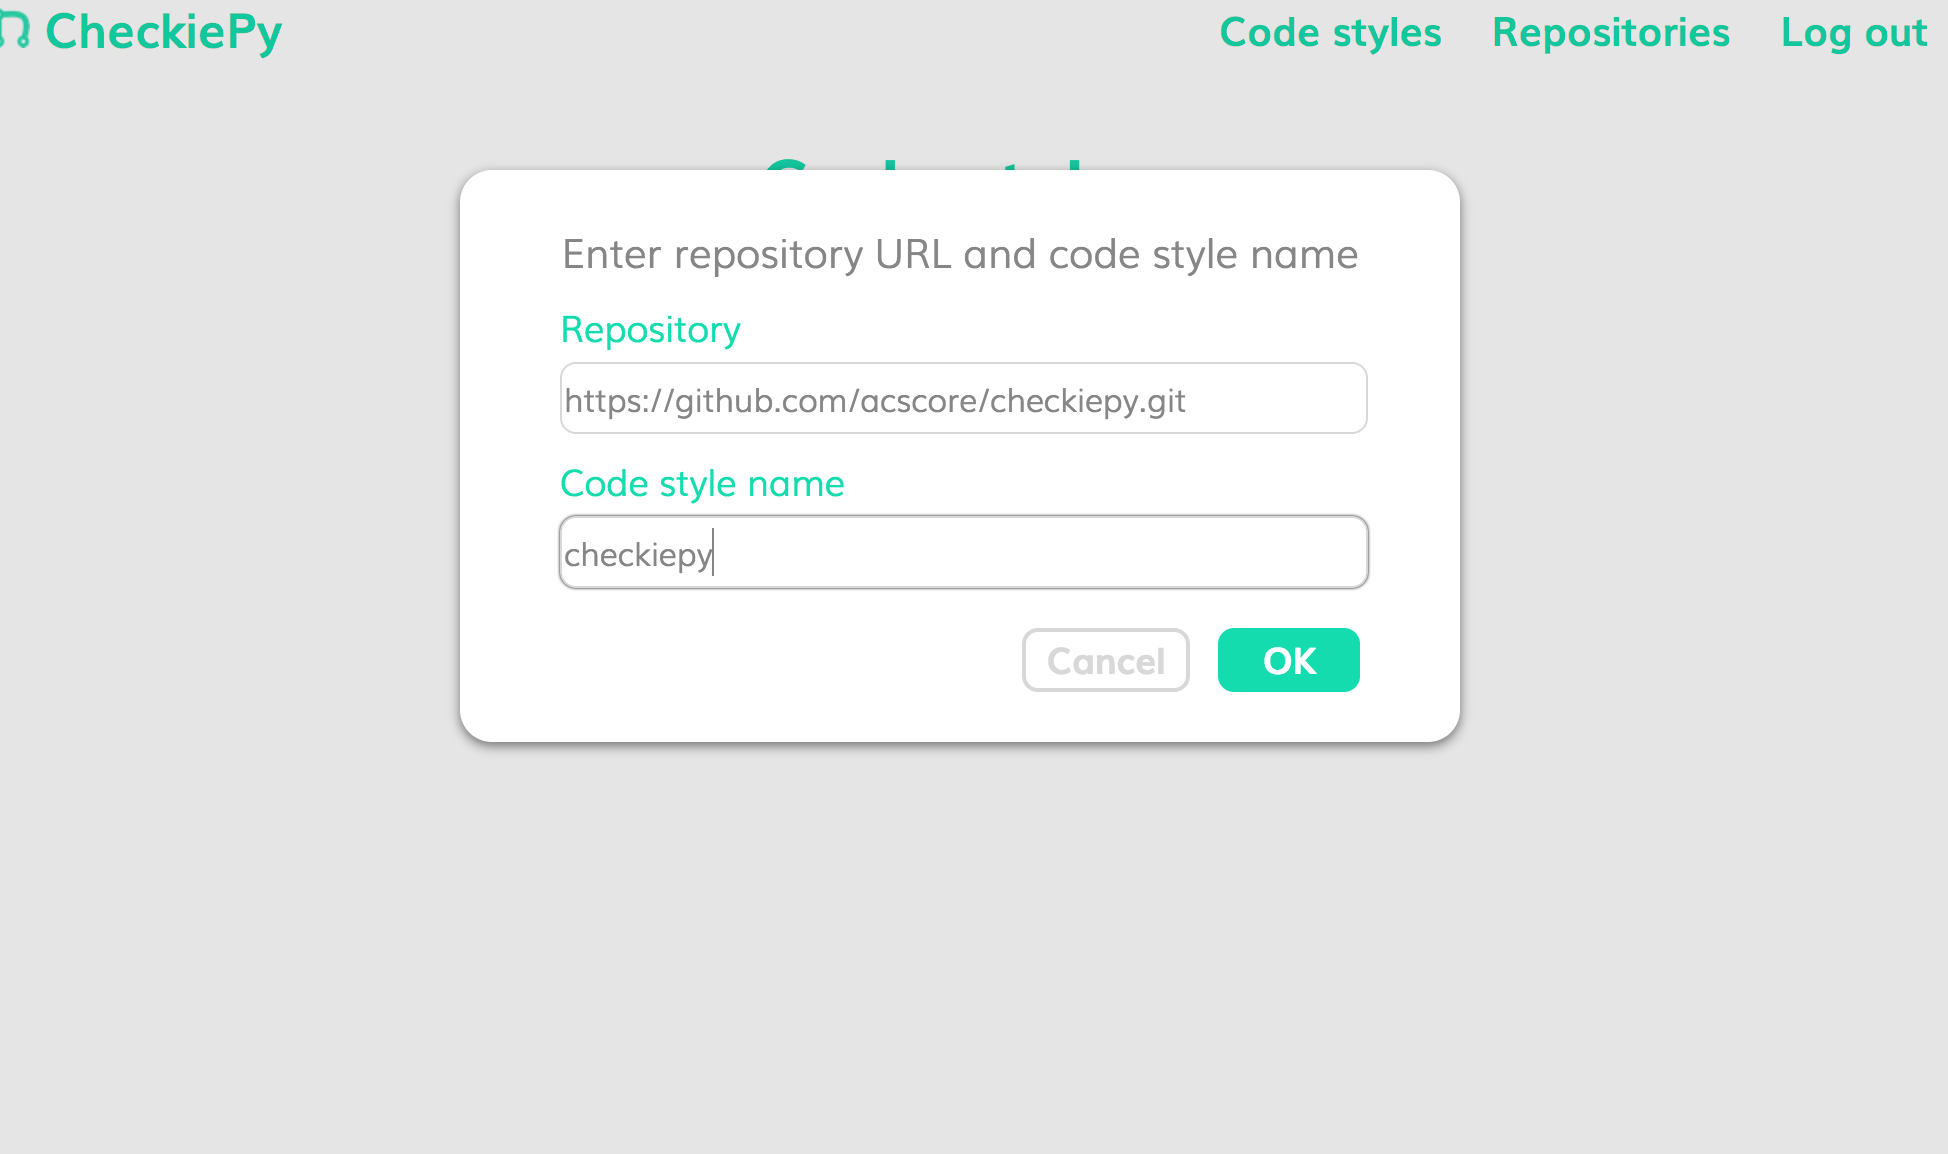 CheckiePy
Code styles
Repositories
Log out
Enter repository URL and code style name
Repository
https://github.com/acscore/checkiepy.git
Code style name
checkiepy
Cancel
OK